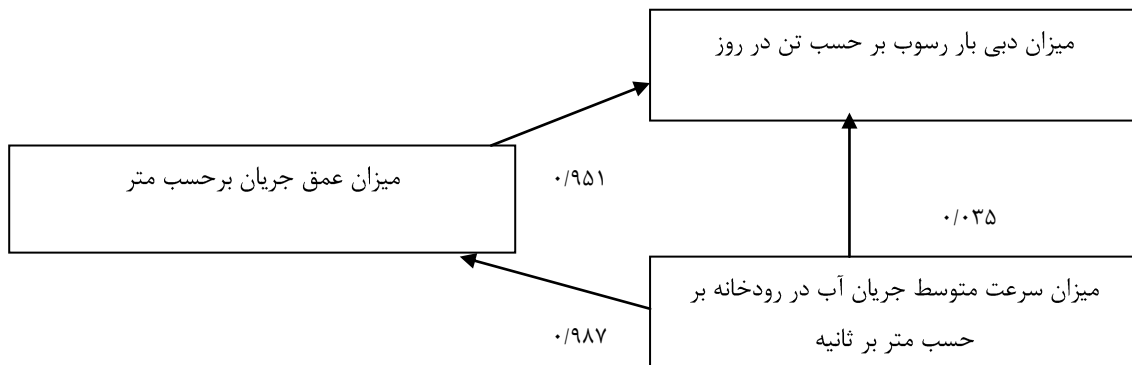 میزان دبی بار رسوب بر حسب تن در روز
میزان عمق جریان برحسب متر
۰/۹۵۱
۰/۰۳۵
میزان سرعت متوسط جریان آب در رودخانه بر
حسب متر بر ثانیه
۰/۹۸۷